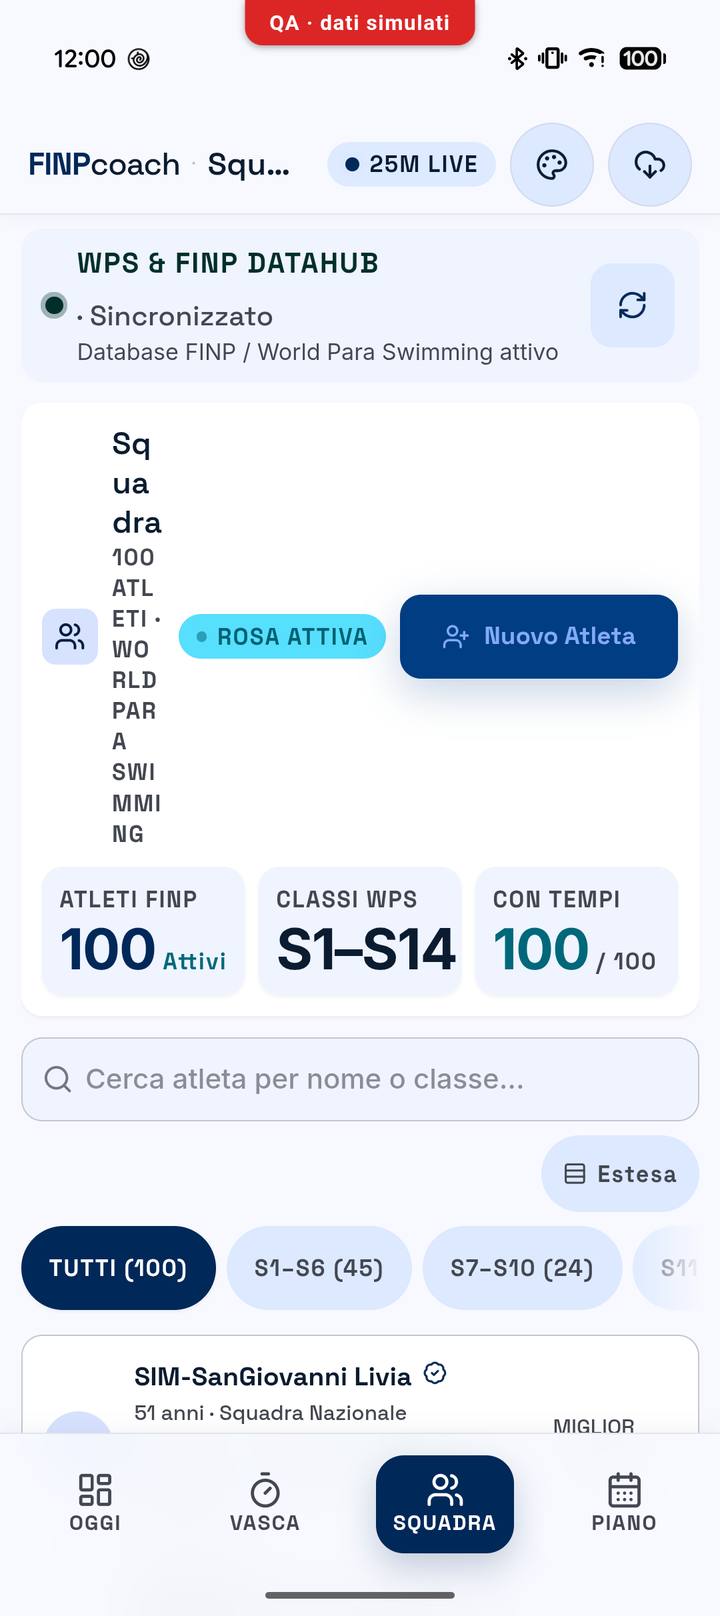 QA · dati simulati
12:00
100
FINPcoach · Squ...
25M LIVE
WPS & FINP DATAHUB
· Sincronizzato
Database FINP / World Para Swimming attivo
Sq
ua
dra
100
ATL
ETI ·
WO
RLD
PAR
A
SWI
MMI
NG
ROSA ATTIVA
Nuovo Atleta
ATLETI FINP
100 Attivi
CLASSI WPS
S1–S14
CON TEMPI
100 / 100
Cerca atleta per nome o classe...
Estesa
TUTTI (100)
S1–S6 (45)
S7–S10 (24)
S11
SIM-SanGiovanni Livia
51 anni · Squadra Nazionale
MIGLIOR
OGGI
VASCA
SQUADRA
PIANO